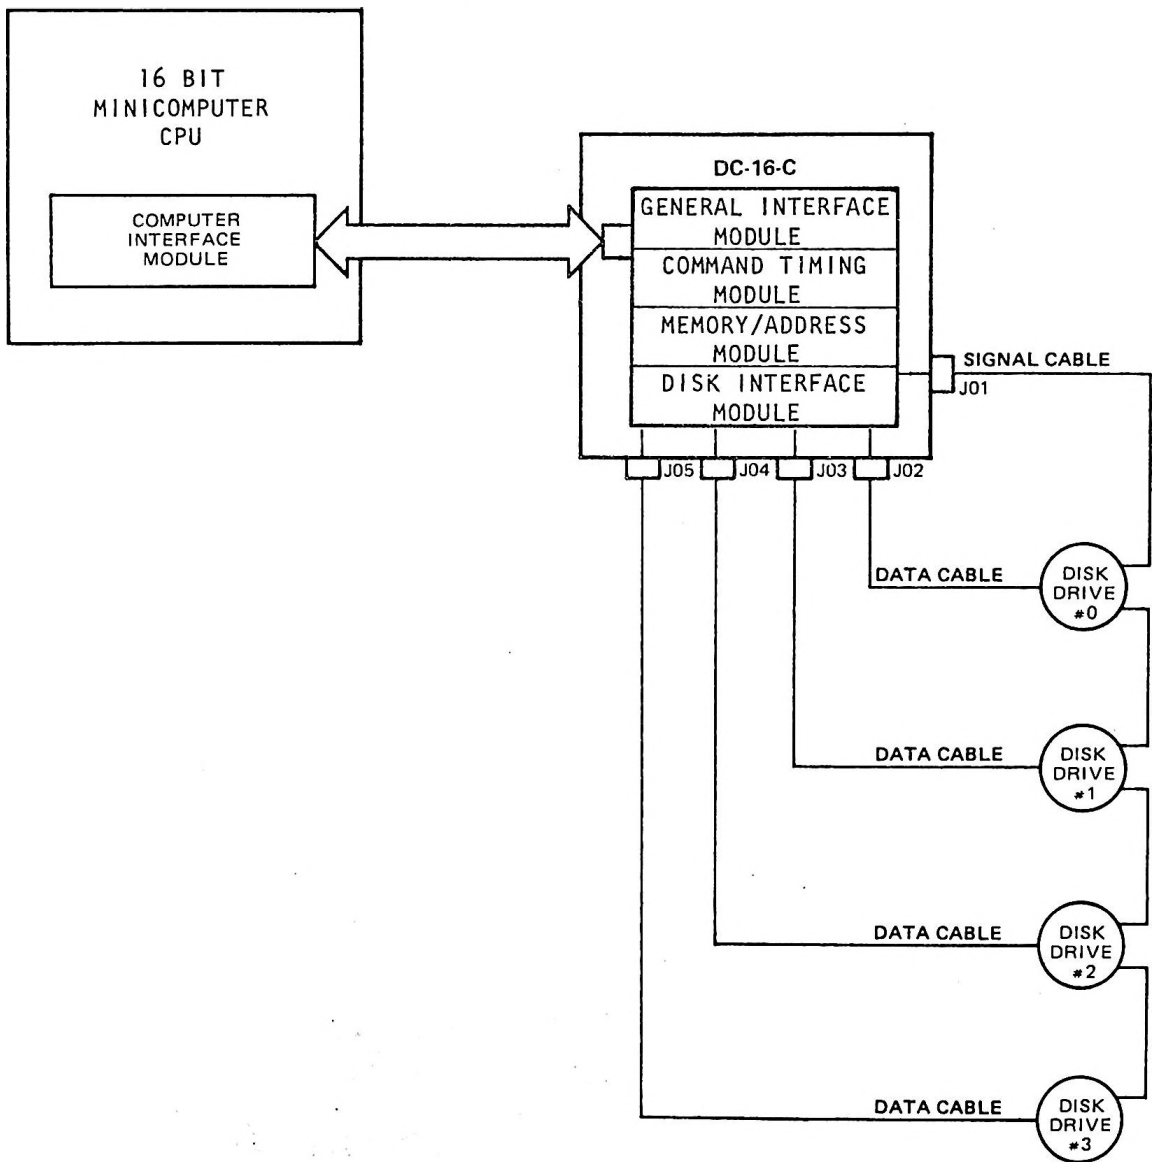 16 BIT
MINICOMPUTER
CPU
COMPUTER
INTERFACE
MODULE
DC-16-C
GENERAL INTERFACE
MODULE
COMMAND TIMING
MODULE
MEMORY/ADDRESS
MODULE
DISK INTERFACE
MODULE
SIGNAL CABLE
J01
J05
J04
J03
J02
DATA CABLE
DISK
DRIVE
#0
DATA CABLE
DISK
DRIVE
#1
DATA CABLE
DISK
DRIVE
#2
DATA CABLE
DISK
DRIVE
#3